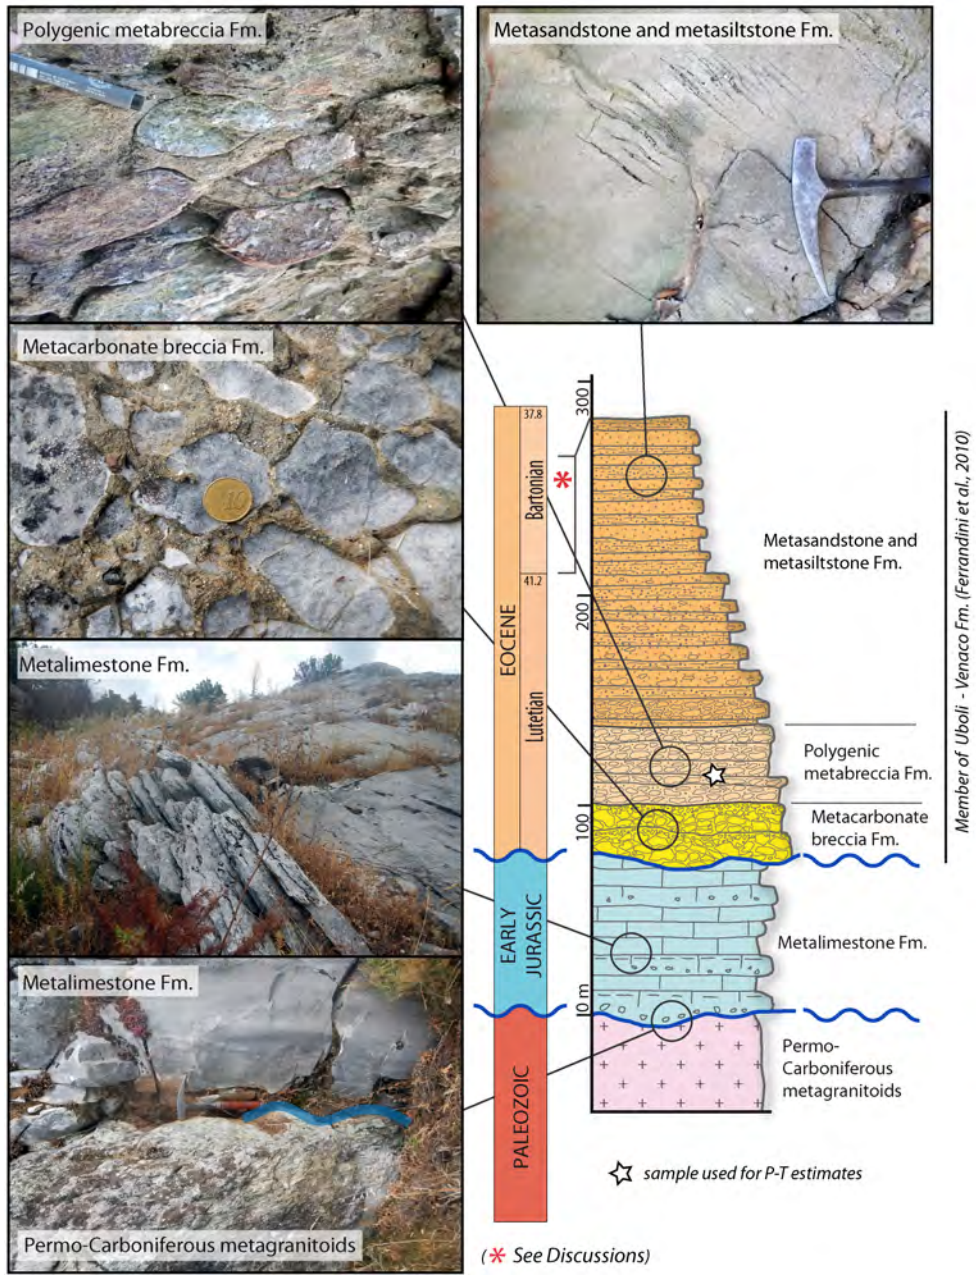 Polygenic metabreccia Fm.
Metasandstone and metasiltstone Fm.
Metacarbonate breccia Fm.
10
Metalimestone Fm.
Metalimestone Fm.
Permo-Carboniferous metagranitoids
EOCENE
EARLY
JURASSIC
PALEOZOIC
37.8
Bartonian
41.2
Lutetian
*
300
200
100
0 m
Metasandstone and
metasiltstone Fm.
Polygenic
metabreccia Fm.
Metacarbonate
breccia Fm.
Metalimestone Fm.
Permo-
Carboniferous
metagranitoids
Member of Uboli - Venaco Fm. (Ferrandini et al., 2010)
sample used for P-T estimates
(* See Discussions)